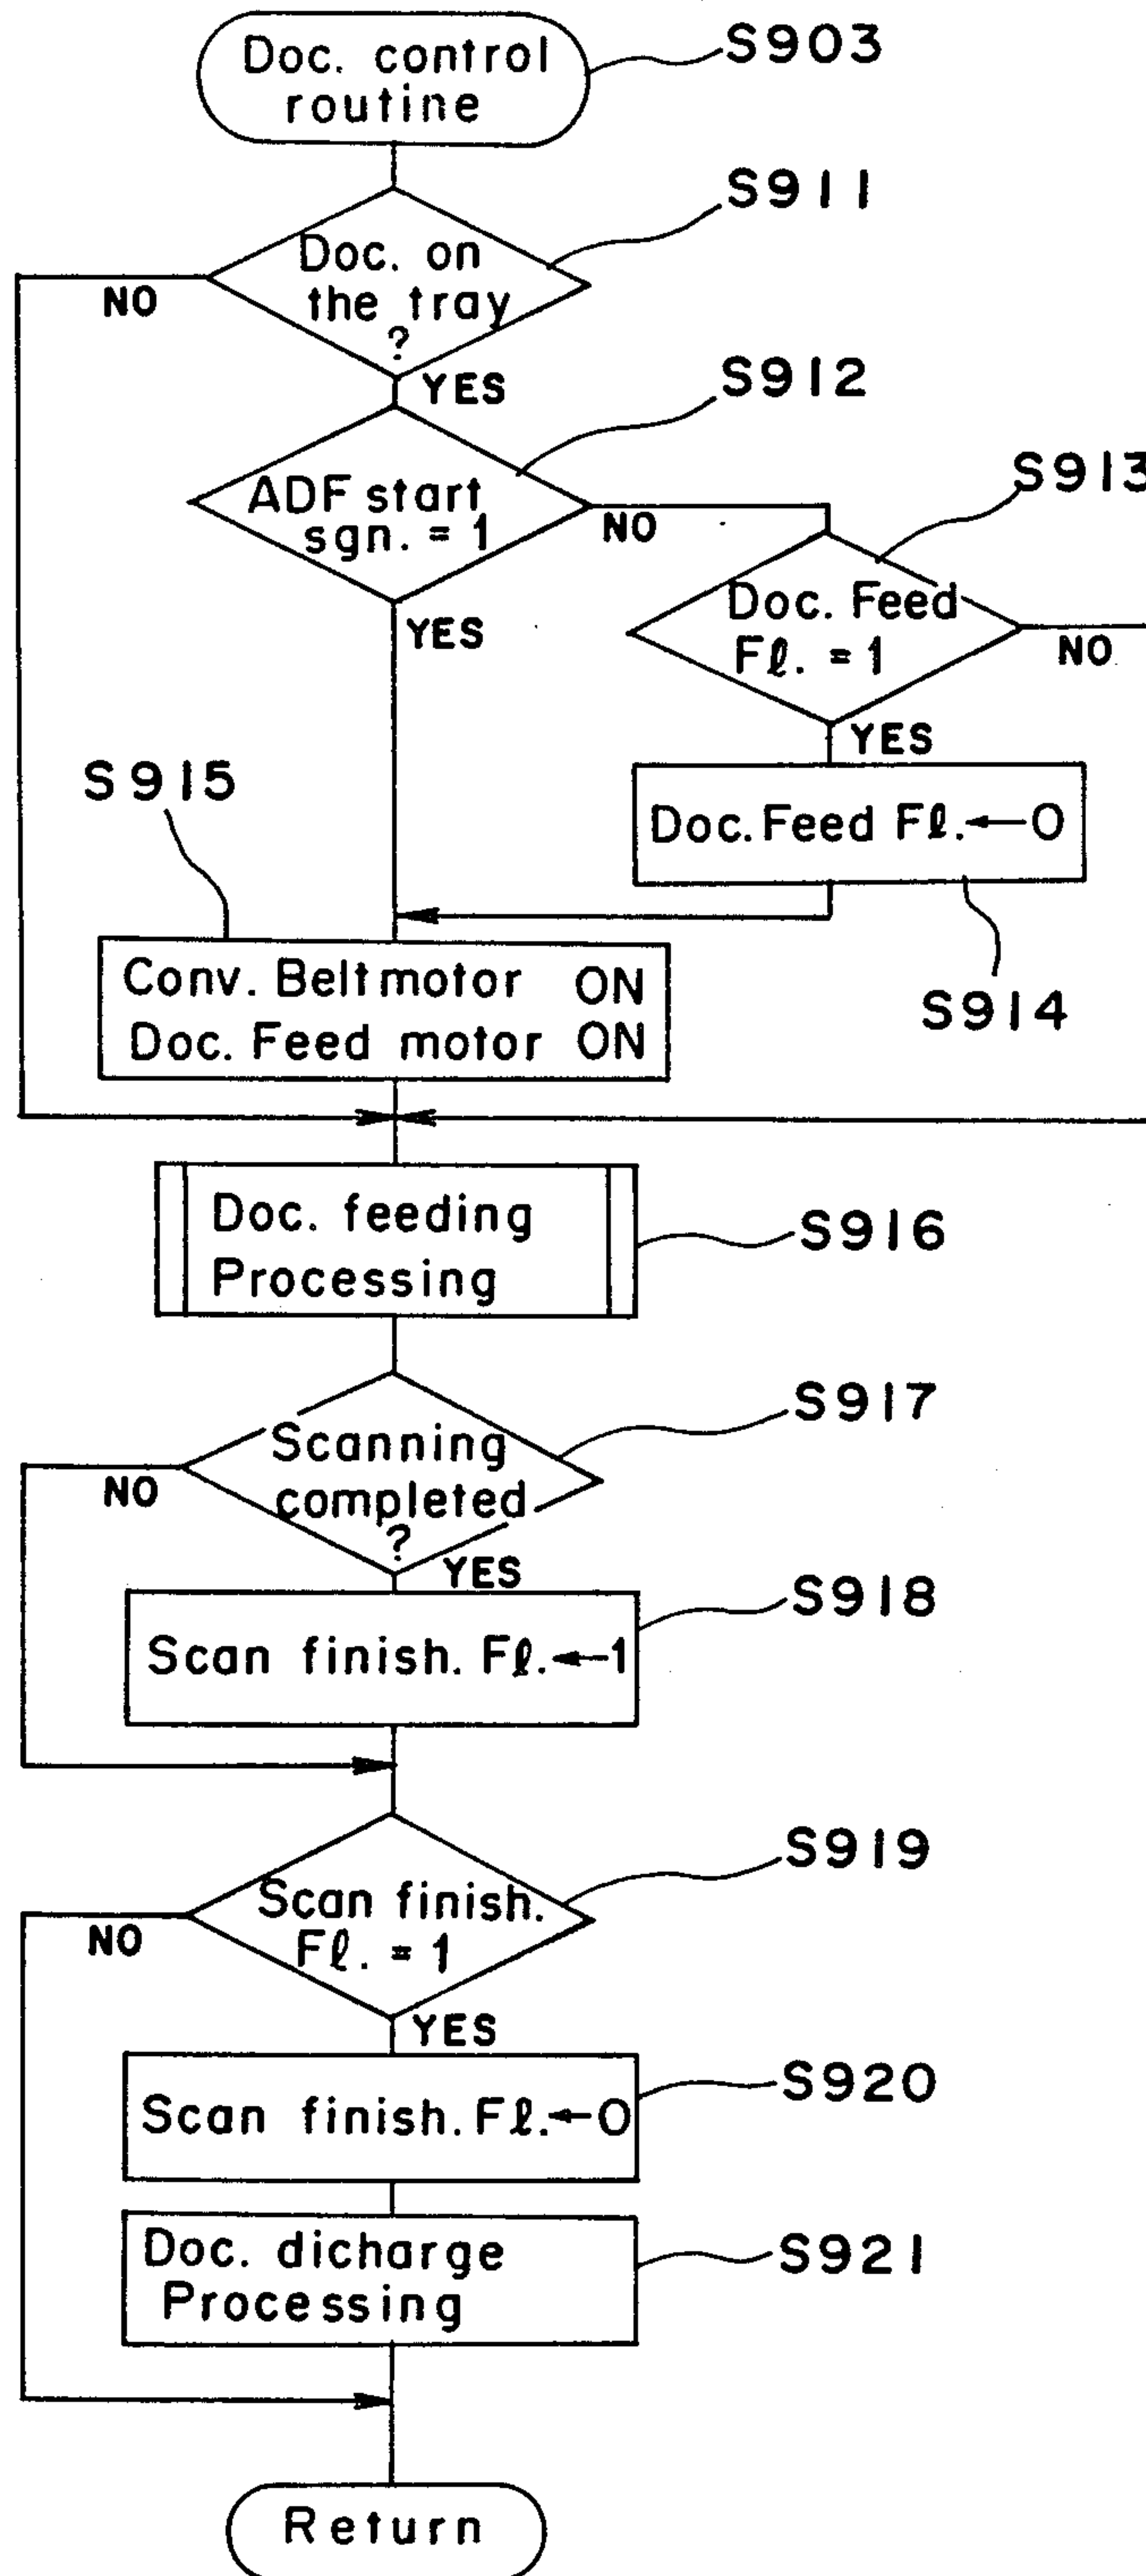 Doc. control
routine
S903
S911
Doc. on
the tray
?
NO
YES
S912
ADF start
sgn. = 1
NO
YES
S913
Doc. Feed
Fℓ. = 1
NO
YES
Doc. Feed Fℓ. ← 0
S914
S915
Conv. Belt motor ON
Doc. Feed motor ON
Doc. feeding
Processing
S916
S917
Scanning
completed
?
NO
YES
S918
Scan finish. Fℓ. ← 1
S919
Scan finish.
Fℓ. = 1
NO
YES
S920
Scan finish. Fℓ. ← 0
Doc. dicharge
Processing
S921
Return